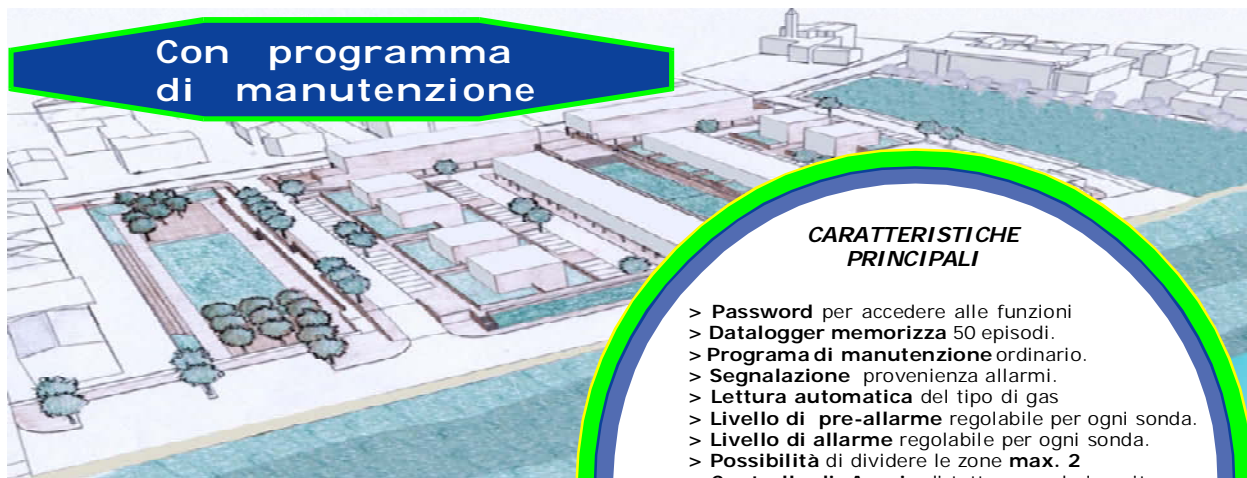 Con programma
di manutenzione
CARATTERISTICHE
PRINCIPALI
> Password per accedere alle funzioni
> Datalogger memorizza 50 episodi.
> Programa di manutenzione ordinario.
> Segnalazione provenienza allarmi.
> Lettura automatica del tipo di gas
> Livello di pre-allarme regolabile per ogni sonda.
> Livello di allarme regolabile per ogni sonda.
> Possibilità di dividere le zone max. 2